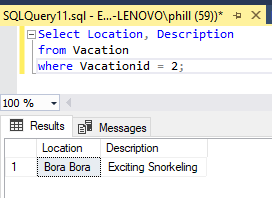 SQLQuery11.sql - E...-LENOVO\phill (59))*
Select Location, Description
from Vacation
where Vacationid = 2;
100 %
Results Messages
Location Description
1 Bora Bora Exciting Snorkeling